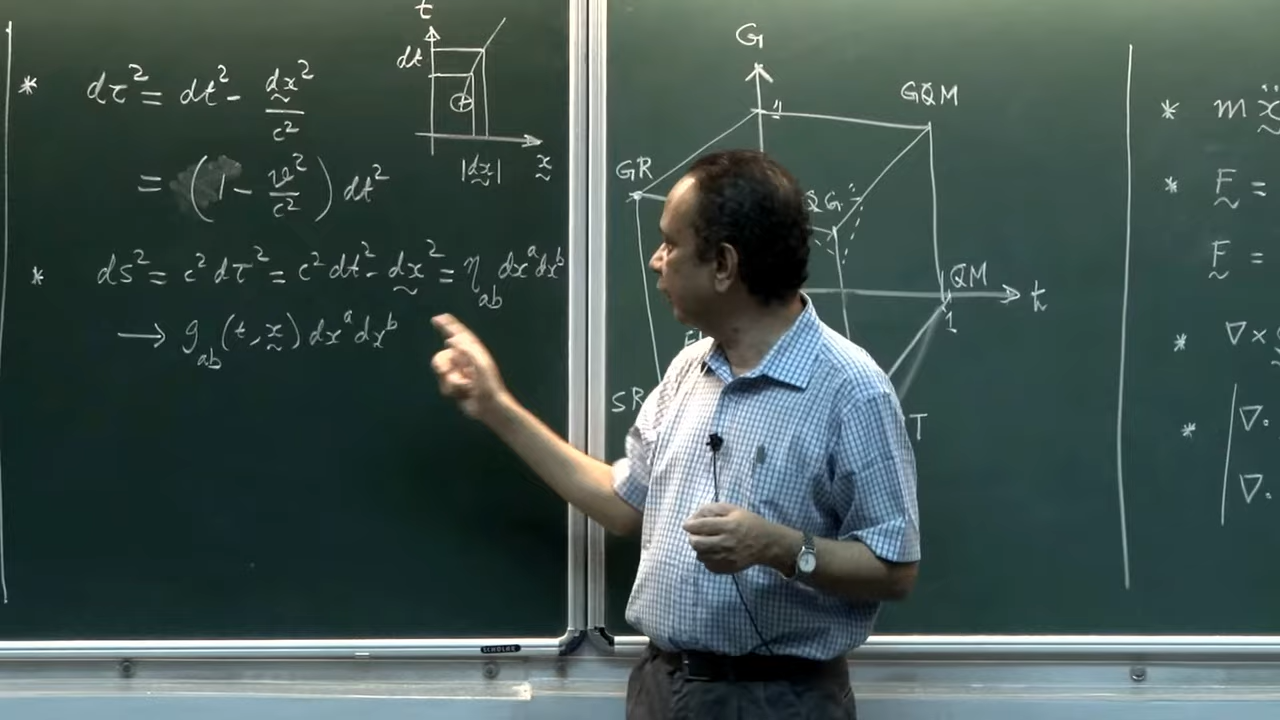 * dτ² = dt² - dx²/c²
= (1 - v²/c²) dt²
* ds² = c²dτ² = c²dt² - dx² = η_ab dx^a dx^b
→ g_ab (t, x) dx^a dx^b
t
dt
|dx|
x
G
1
GQM
GR
QG
QM
ħ
1
SR
T
* m ẍ
* F =
F =
* ∇ ×
* ∇ .
∇ .
SCHOLAR